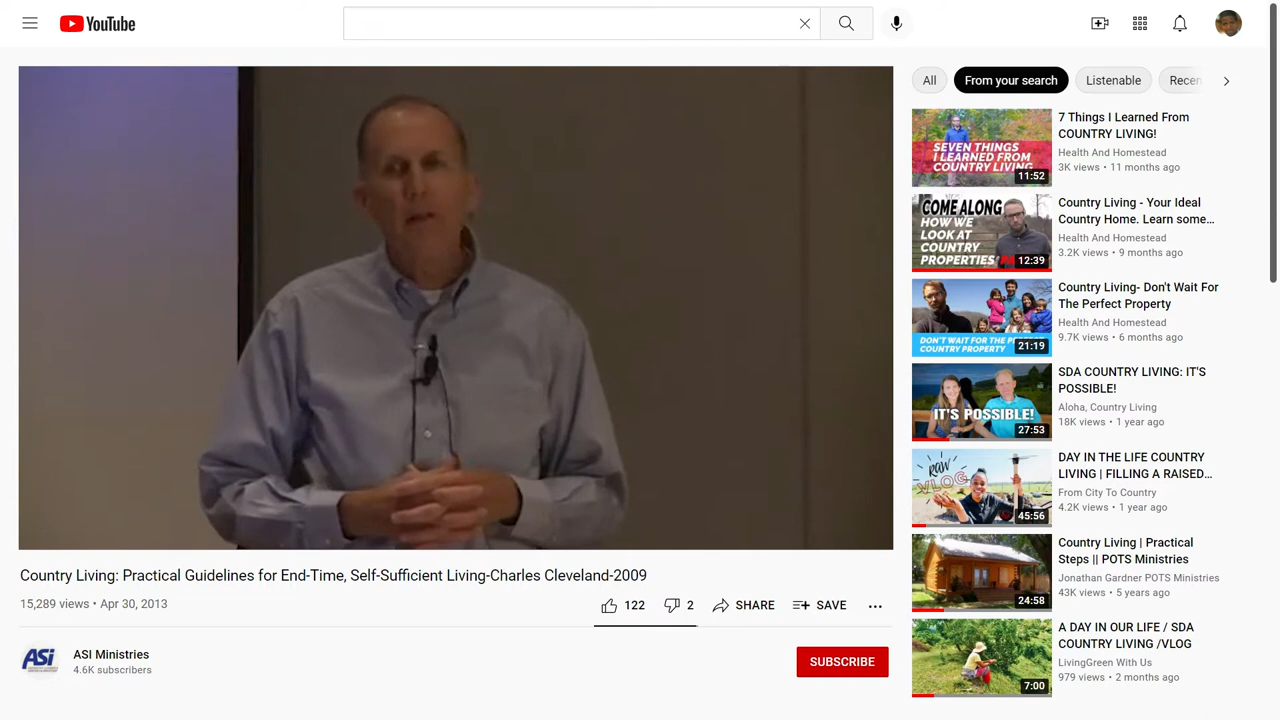 YouTube
All
From your search
Listenable
Recen
SEVEN THINGS
I LEARNED FROM
COUNTRY LIVING
11:52
7 Things I Learned From
COUNTRY LIVING!
Health And Homestead
3K views • 11 months ago
COME ALONG
HOW WE
LOOK AT
COUNTRY
PROPERTIES
12:39
Country Living - Your Ideal
Country Home. Learn some...
Health And Homestead
3.2K views • 9 months ago
DON'T WAIT FOR THE
COUNTRY PROPERTY
21:19
Country Living- Don't Wait For
The Perfect Property
Health And Homestead
9.7K views • 6 months ago
IT'S POSSIBLE!
27:53
SDA COUNTRY LIVING: IT'S
POSSIBLE!
Aloha, Country Living
18K views • 1 year ago
RAW
VLOG
45:56
DAY IN THE LIFE COUNTRY
LIVING | FILLING A RAISED...
From City To Country
4.2K views • 1 year ago
24:58
Country Living | Practical
Steps || POTS Ministries
Jonathan Gardner POTS Ministries
43K views • 5 years ago
7:00
A DAY IN OUR LIFE / SDA
COUNTRY LIVING /VLOG
LivingGreen With Us
979 views • 2 months ago
Country Living: Practical Guidelines for End-Time, Self-Sufficient Living-Charles Cleveland-2009
15,289 views • Apr 30, 2013
122
2
SHARE
SAVE
ASi
ASI Ministries
4.6K subscribers
SUBSCRIBE